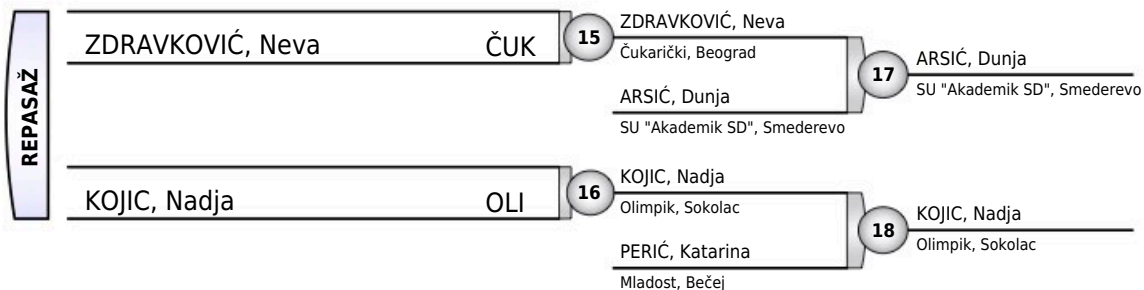 REPASAŽ
ZDRAVKOVIĆ, Neva ČUK
15
ZDRAVKOVIĆ, Neva
Čukarički, Beograd
ARSIĆ, Dunja
SU "Akademik SD", Smederevo
17
ARSIĆ, Dunja
SU "Akademik SD", Smederevo
KOJIC, Nadja OLI
16
KOJIC, Nadja
Olimpik, Sokolac
PERIĆ, Katarina
Mladost, Bečej
18
KOJIC, Nadja
Olimpik, Sokolac